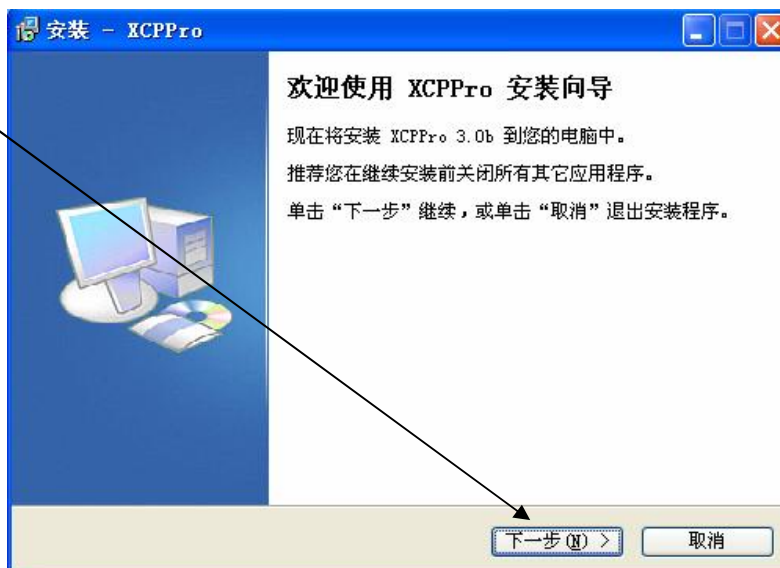 安装 - XCPPro
欢迎使用 XCPPro 安装向导
现在将安装 XCPPro 3.0b 到您的电脑中。
推荐您在继续安装前关闭所有其它应用程序。
单击“下一步”继续，或单击“取消”退出安装程序。
下一步(N) >
取消